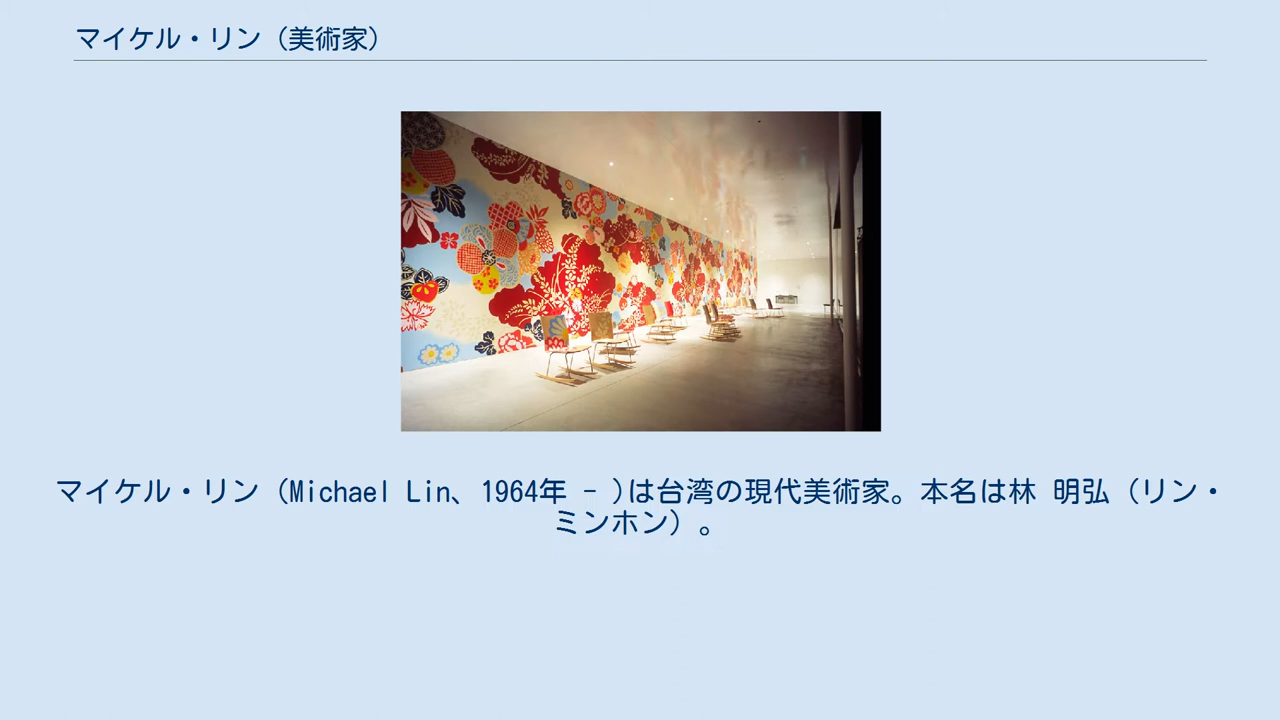 マイケル・リン（美術家）
マイケル・リン（Michael Lin、1964年 - )は台湾の現代美術家。本名は林 明弘（リン・
ミンホン）。